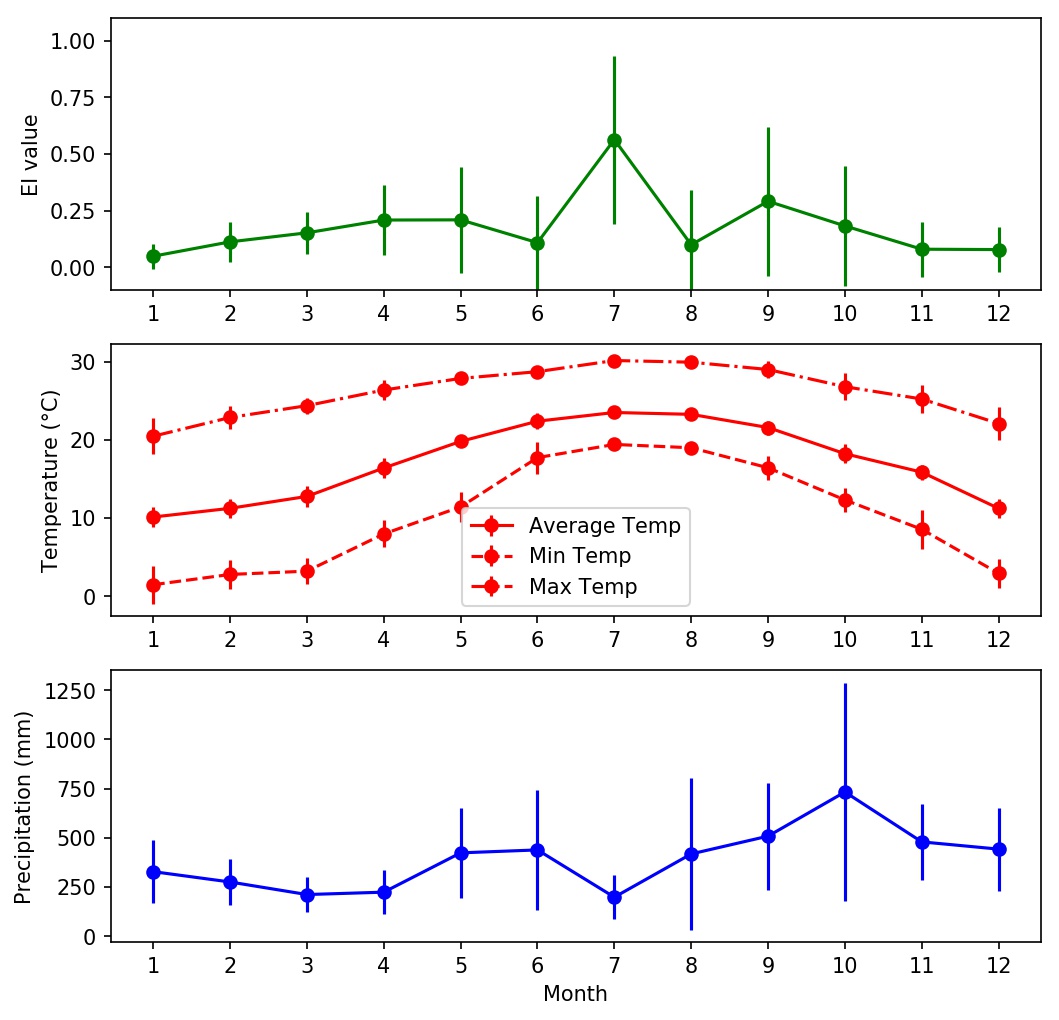 EI value
1.00
0.75
0.50
0.25
0.00
1 2 3 4 5 6 7 8 9 10 11 12
Temperature (°C)
30
20
10
0
Average Temp
Min Temp
Max Temp
1 2 3 4 5 6 7 8 9 10 11 12
Precipitation (mm)
1250
1000
750
500
250
0
1 2 3 4 5 6 7 8 9 10 11 12
Month